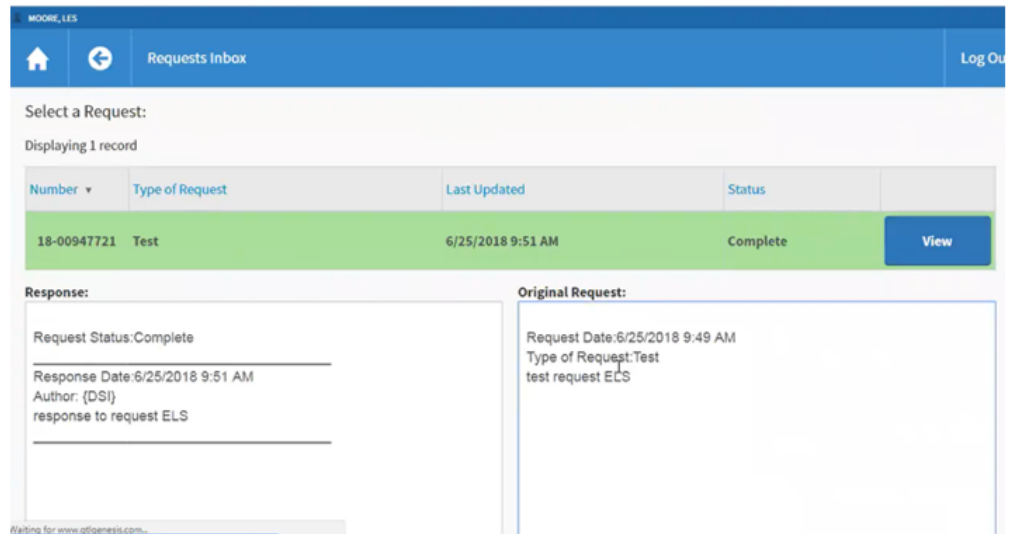 MOORE, LES
Requests Inbox
Log Ou
Select a Request:
Displaying 1 record
Number Type of Request Last Updated Status
18-00947721 Test 6/25/2018 9:51 AM Complete View
Response: Original Request:
Request Status:Complete
Response Date:6/25/2018 9:51 AM
Author: {DSI}
response to request ELS
Request Date:6/25/2018 9:49 AM
Type of Request:Test
test request ELS
Waiting for www.gtlgenesis.com...